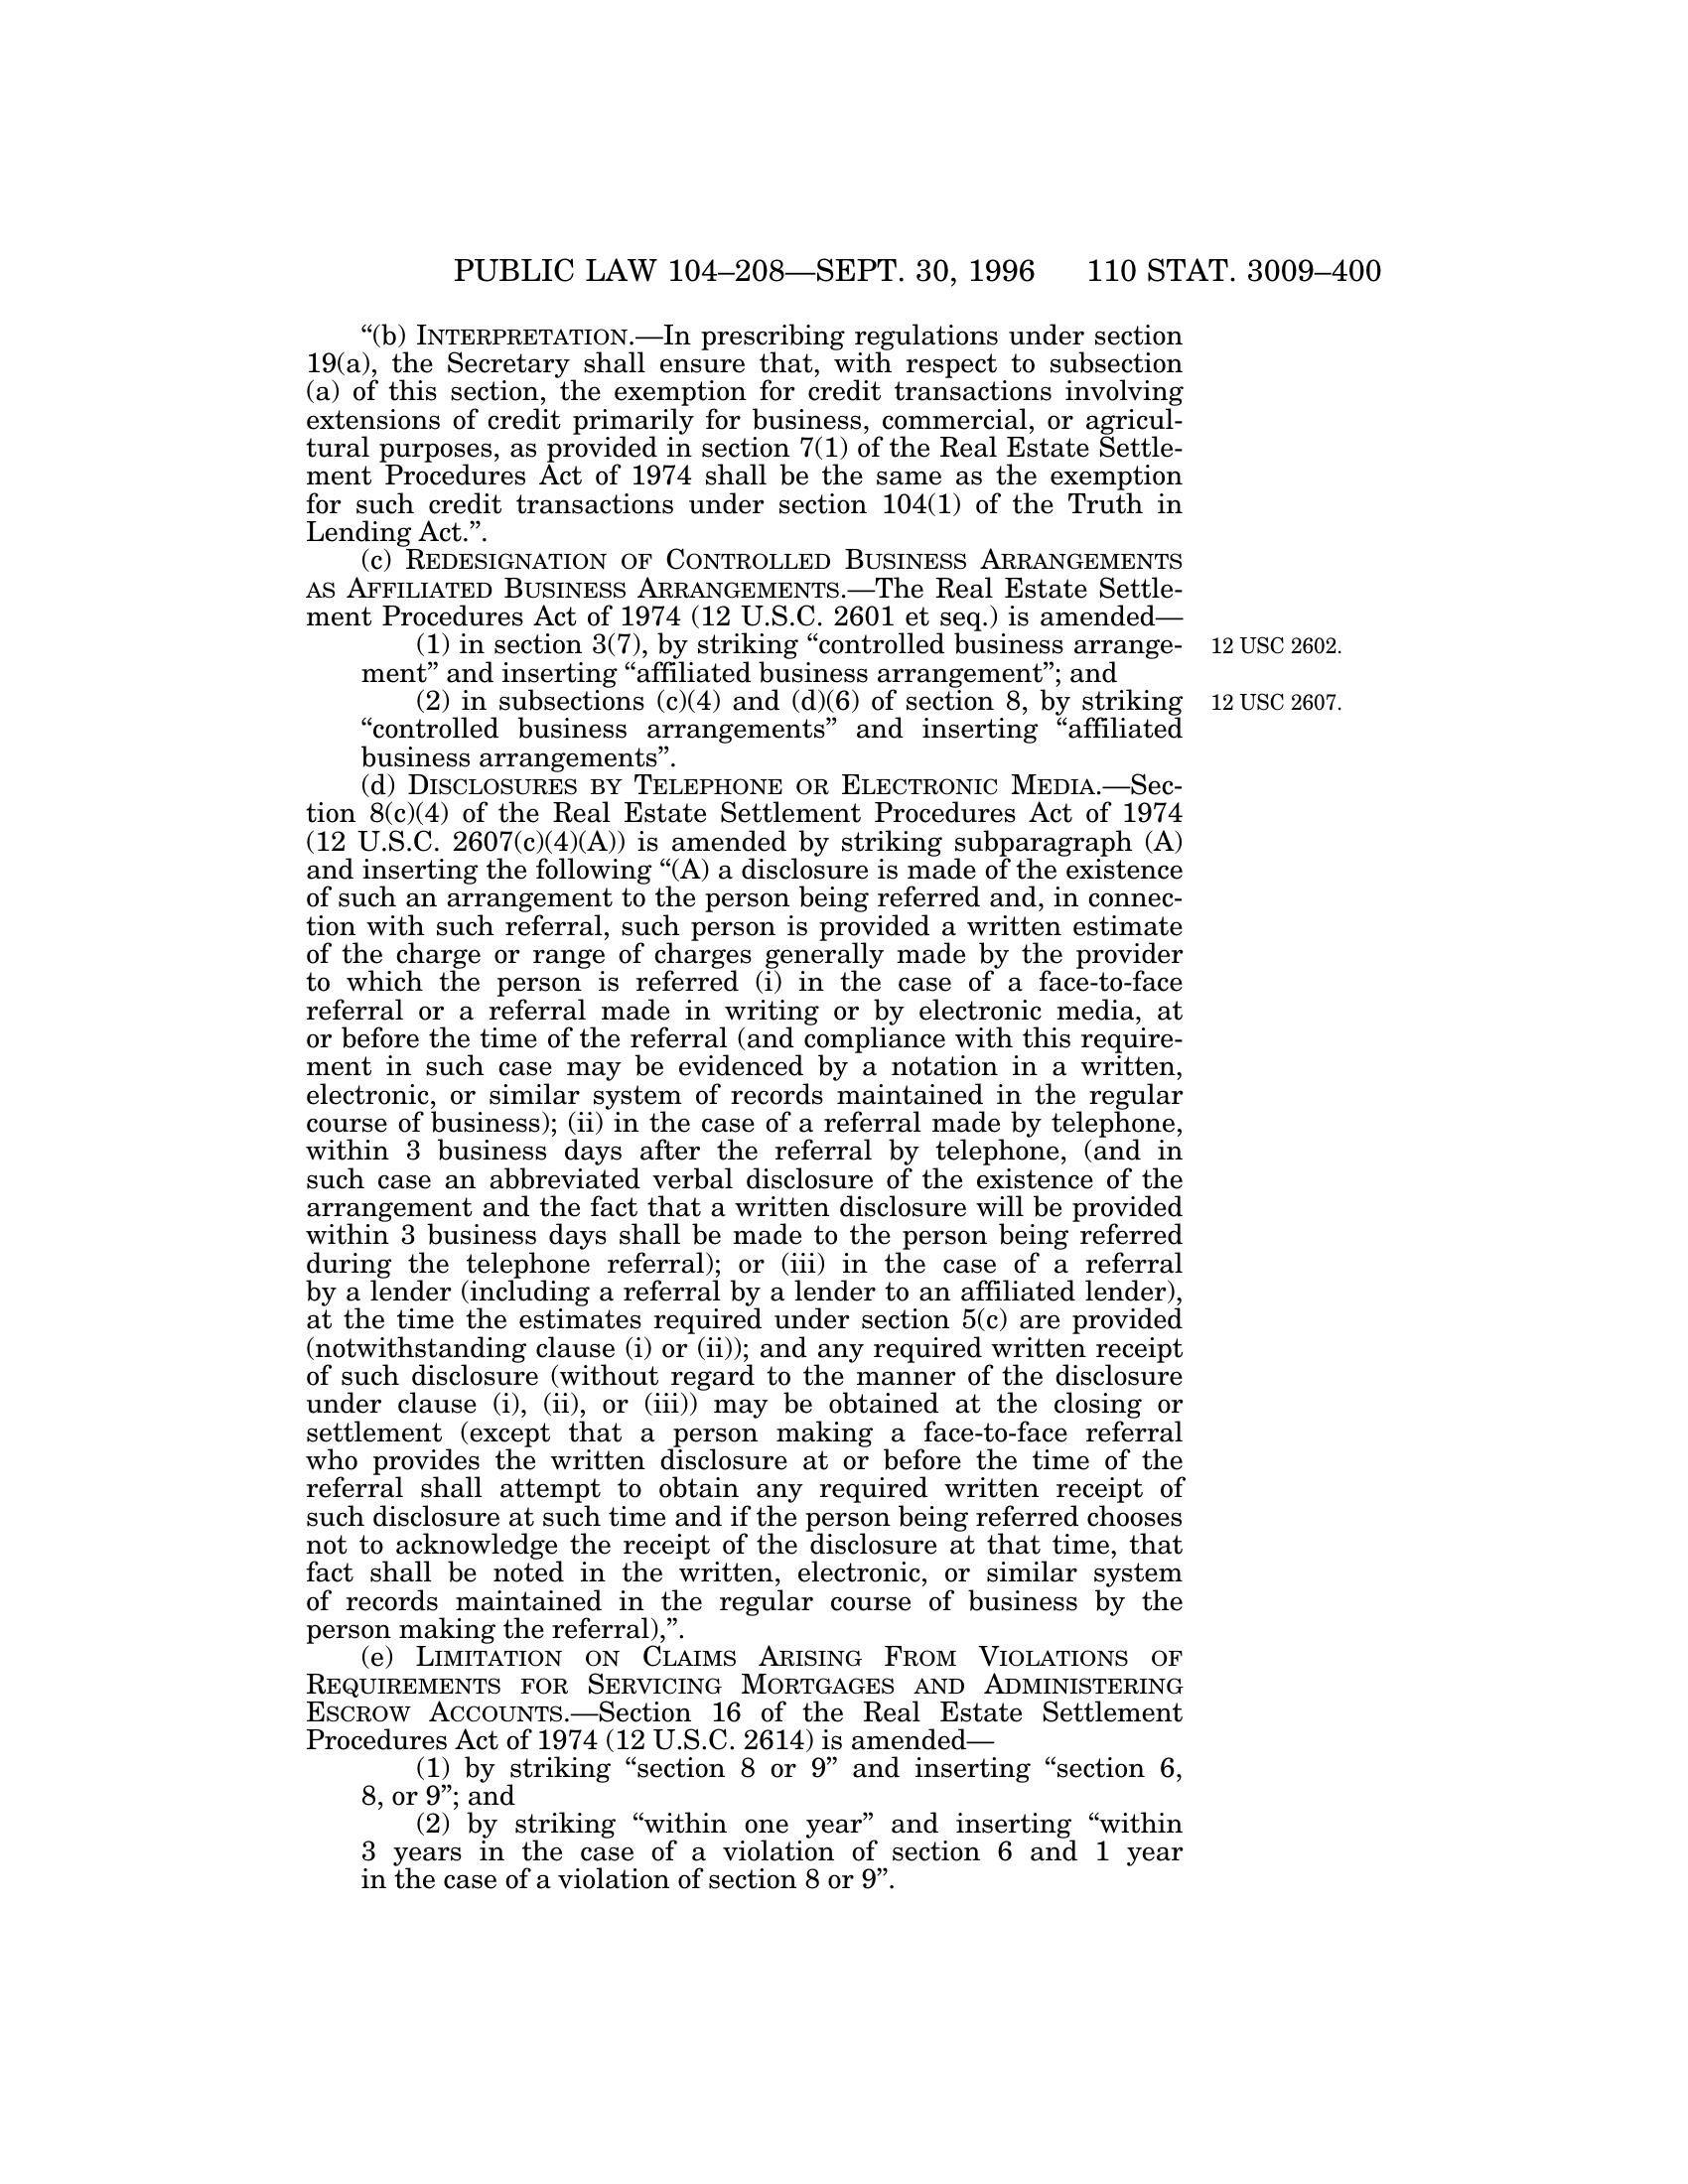 PUBLIC LAW 104–208—SEPT. 30, 1996 110 STAT. 3009–400
“(b) INTERPRETATION.—In prescribing regulations under section
19(a), the Secretary shall ensure that, with respect to subsection
(a) of this section, the exemption for credit transactions involving
extensions of credit primarily for business, commercial, or agricul-
tural purposes, as provided in section 7(1) of the Real Estate Settle-
ment Procedures Act of 1974 shall be the same as the exemption
for such credit transactions under section 104(1) of the Truth in
Lending Act.”.
(c) REDESIGNATION OF CONTROLLED BUSINESS ARRANGEMENTS
AS AFFILIATED BUSINESS ARRANGEMENTS.—The Real Estate Settle-
ment Procedures Act of 1974 (12 U.S.C. 2601 et seq.) is amended—
(1) in section 3(7), by striking “controlled business arrange-
ment” and inserting “affiliated business arrangement”; and
(2) in subsections (c)(4) and (d)(6) of section 8, by striking
“controlled business arrangements” and inserting “affiliated
business arrangements”.
12 USC 2602.
12 USC 2607.
(d) DISCLOSURES BY TELEPHONE OR ELECTRONIC MEDIA.—Sec-
tion 8(c)(4) of the Real Estate Settlement Procedures Act of 1974
(12 U.S.C. 2607(c)(4)(A)) is amended by striking subparagraph (A)
and inserting the following “(A) a disclosure is made of the existence
of such an arrangement to the person being referred and, in connec-
tion with such referral, such person is provided a written estimate
of the charge or range of charges generally made by the provider
to which the person is referred (i) in the case of a face-to-face
referral or a referral made in writing or by electronic media, at
or before the time of the referral (and compliance with this require-
ment in such case may be evidenced by a notation in a written,
electronic, or similar system of records maintained in the regular
course of business); (ii) in the case of a referral made by telephone,
within 3 business days after the referral by telephone, (and in
such case an abbreviated verbal disclosure of the existence of the
arrangement and the fact that a written disclosure will be provided
within 3 business days shall be made to the person being referred
during the telephone referral); or (iii) in the case of a referral
by a lender (including a referral by a lender to an affiliated lender),
at the time the estimates required under section 5(c) are provided
(notwithstanding clause (i) or (ii)); and any required written receipt
of such disclosure (without regard to the manner of the disclosure
under clause (i), (ii), or (iii)) may be obtained at the closing or
settlement (except that a person making a face-to-face referral
who provides the written disclosure at or before the time of the
referral shall attempt to obtain any required written receipt of
such disclosure at such time and if the person being referred chooses
not to acknowledge the receipt of the disclosure at that time, that
fact shall be noted in the written, electronic, or similar system
of records maintained in the regular course of business by the
person making the referral),”.
(e) LIMITATION ON CLAIMS ARISING FROM VIOLATIONS OF
REQUIREMENTS FOR SERVICING MORTGAGES AND ADMINISTERING
ESCROW ACCOUNTS.—Section 16 of the Real Estate Settlement
Procedures Act of 1974 (12 U.S.C. 2614) is amended—
(1) by striking “section 8 or 9” and inserting “section 6,
8, or 9”; and
(2) by striking “within one year” and inserting “within
3 years in the case of a violation of section 6 and 1 year
in the case of a violation of section 8 or 9”.